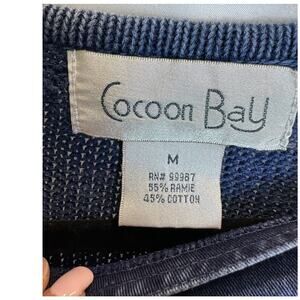 Cocoon Bay
M
RN# 99987
55% RAMIE
45% COTTON